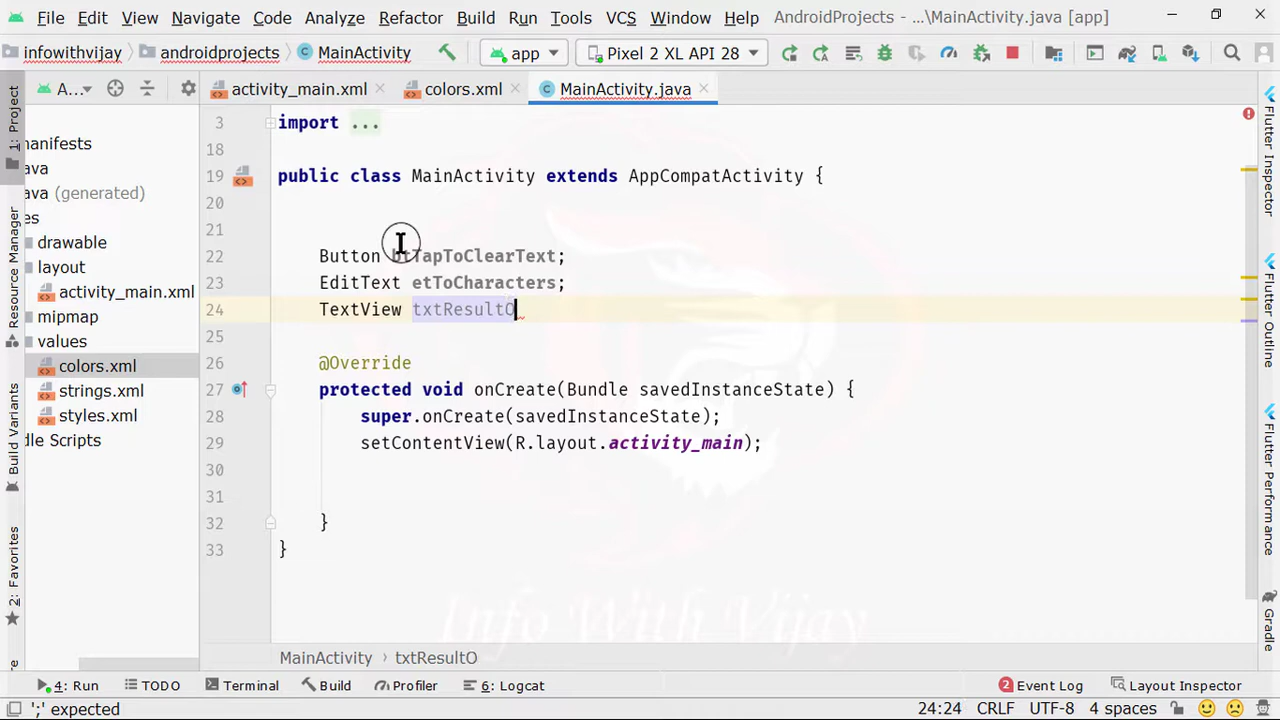 File Edit View Navigate Code Analyze Refactor Build Run Tools VCS Window Help AndroidProjects - ...\MainActivity.java [app]
infowithvijay androidprojects MainActivity app Pixel 2 XL API 28
A... activity_main.xml colors.xml MainActivity.java
1: Project
Resource Manager
Build Variants
2: Favorites
manifests
ava
ava (generated)
es
drawable
layout
activity_main.xml
mipmap
values
colors.xml
strings.xml
styles.xml
dle Scripts
3 import ...
18
19 public class MainActivity extends AppCompatActivity {
20
21
22 Button btTapToClearText;
23 EditText etToCharacters;
24 TextView txtResultO
25
26 @Override
27 protected void onCreate(Bundle savedInstanceState) {
28 super.onCreate(savedInstanceState);
29 setContentView(R.layout.activity_main);
30
31
32 }
33 }
Info With Vijay
Flutter Inspector
Flutter Outline
Flutter Performance
Gradle
MainActivity › txtResultO
4: Run TODO Terminal Build Profiler 6: Logcat 2 Event Log Layout Inspector
';' expected 24:24 CRLF UTF-8 4 spaces